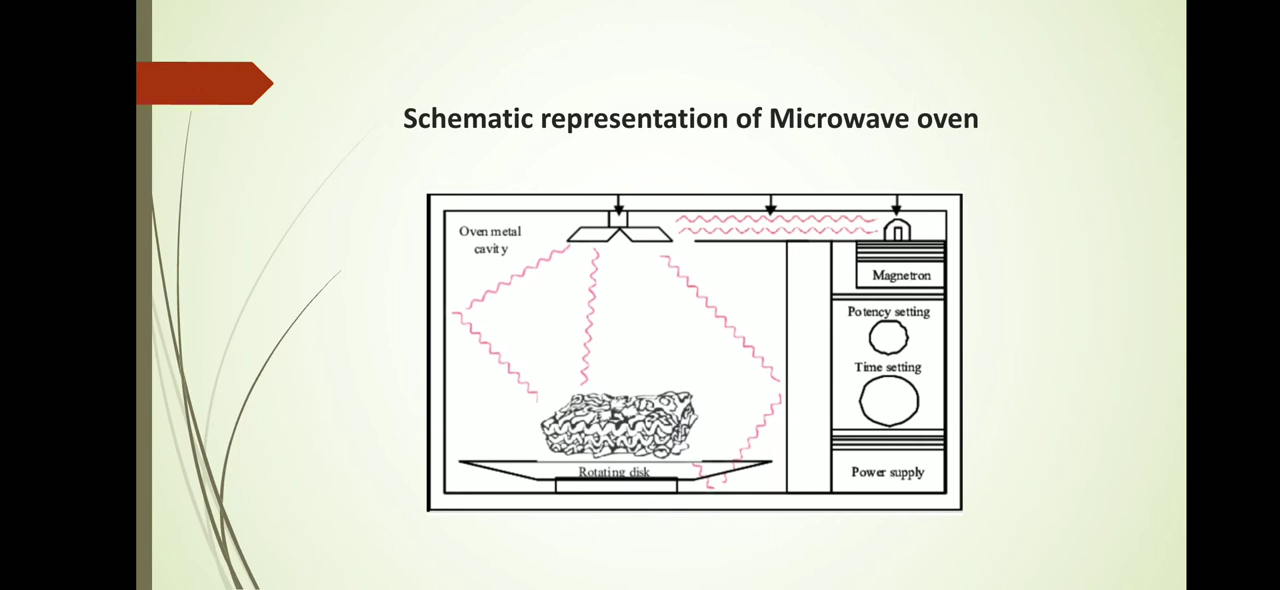 Schematic representation of Microwave oven
Oven metal
cavity
Magnetron
Potency setting
Time setting
Rotating disk
Power supply